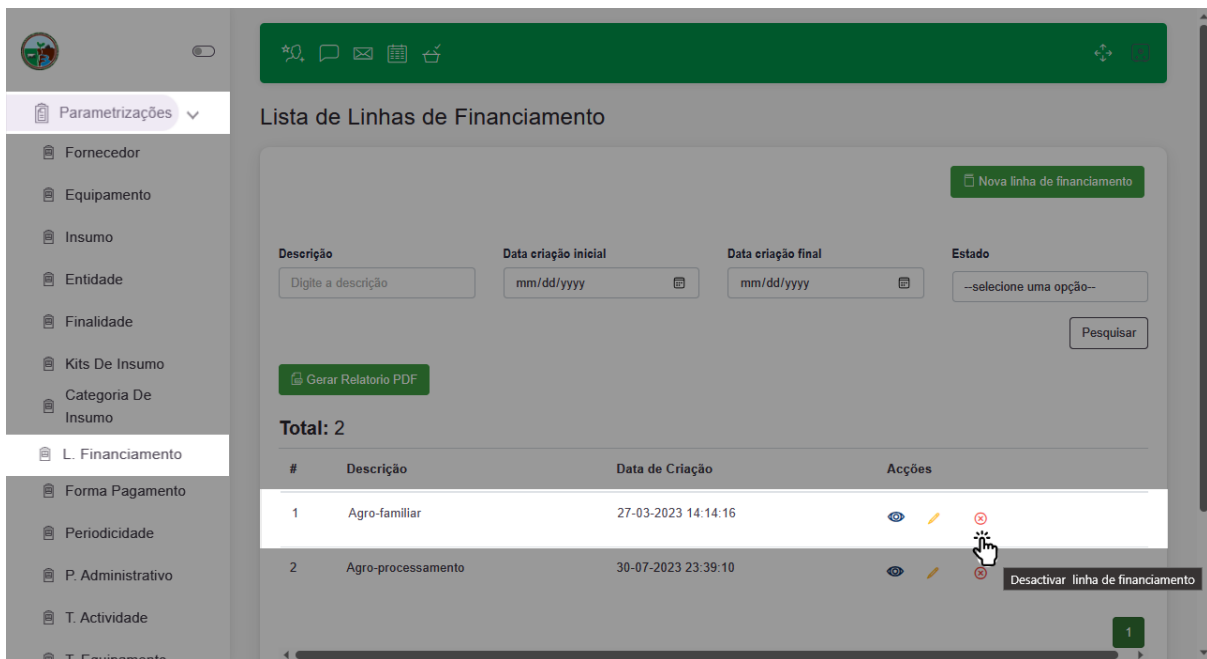 Parametrizações
Fornecedor
Equipamento
Insumo
Entidade
Finalidade
Kits De Insumo
Categoria De
Insumo
L. Financiamento
Forma Pagamento
Periodicidade
P. Administrativo
T. Actividade
T. Equipamento
Lista de Linhas de Financiamento
Nova linha de financiamento
Descrição Data criação inicial Data criação final Estado
Digite a descrição mm/dd/yyyy mm/dd/yyyy --selecione uma opção--
Pesquisar
Gerar Relatorio PDF
Total: 2
# Descrição Data de Criação Acções
1 Agro-familiar 27-03-2023 14:14:16
2 Agro-processamento 30-07-2023 23:39:10
Desactivar linha de financiamento
1